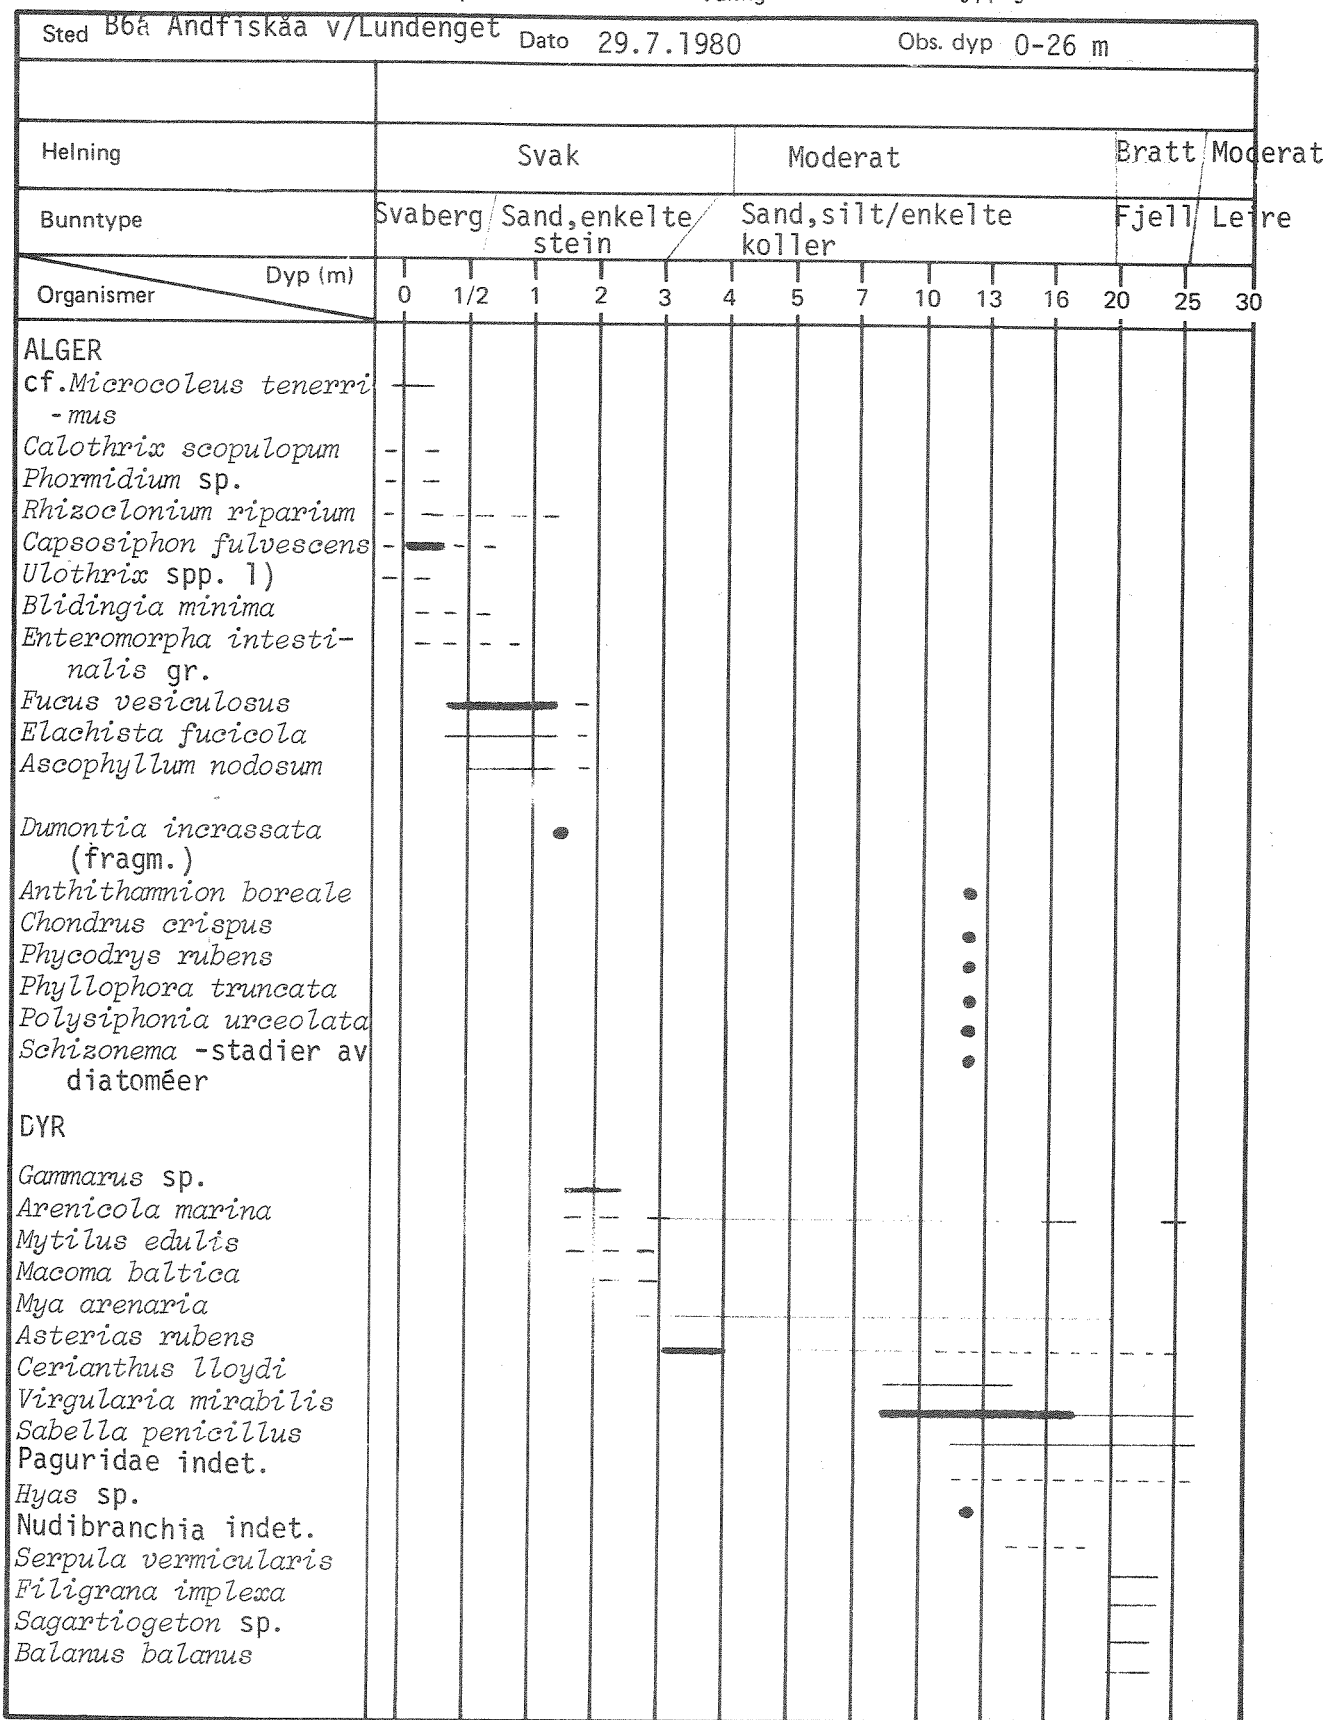 Sted B6a Andfiskåa v/Lundenget Dato 29.7.1980 Obs. dyp 0-26 m
Helning Svak Moderat Bratt Moderat
Bunntype Svaberg Sand,enkelte stein Sand,silt/enkelte koller Fjell Leire
Dyp (m)
Organismer 0 1/2 1 2 3 4 5 7 10 13 16 20 25 30
ALGER
cf.Microcoleus tenerri
-mus
Calothrix scopulopum
Phormidium sp.
Rhizoclonium riparium
Capsosiphon fulvescens
Ulothrix spp. 1)
Blidingia minima
Enteromorpha intesti-
nalis gr.
Fucus vesiculosus
Elachista fucicola
Ascophyllum nodosum
Dumontia incrassata
(fragm.)
Anthithamnion boreale
Chondrus crispus
Phycodrys rubens
Phyllophora truncata
Polysiphonia urceolata
Schizonema -stadier av
diatoméer
DYR
Gammarus sp.
Arenicola marina
Mytilus edulis
Macoma baltica
Mya arenaria
Asterias rubens
Cerianthus lloydi
Virgularia mirabilis
Sabella penicillus
Paguridae indet.
Hyas sp.
Nudibranchia indet.
Serpula vermicularis
Filigrana implexa
Sagartiogeton sp.
Balanus balanus